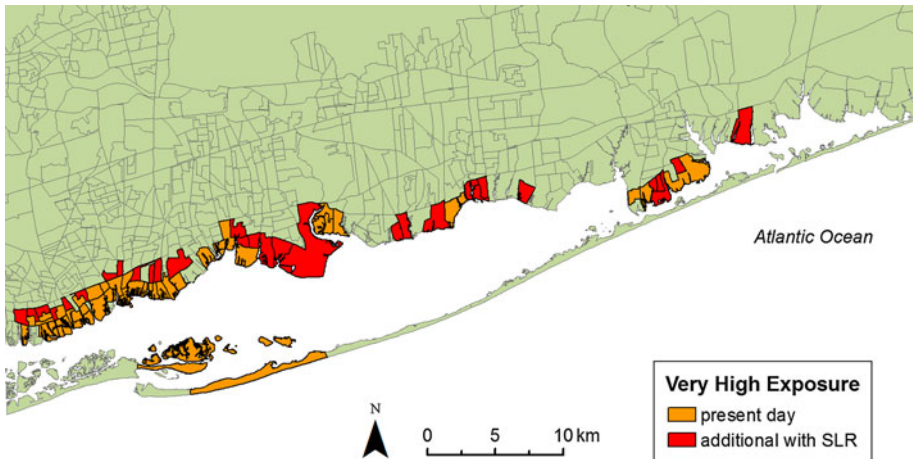 Atlantic Ocean
Very High Exposure
present day
additional with SLR
N
0 5 10 km